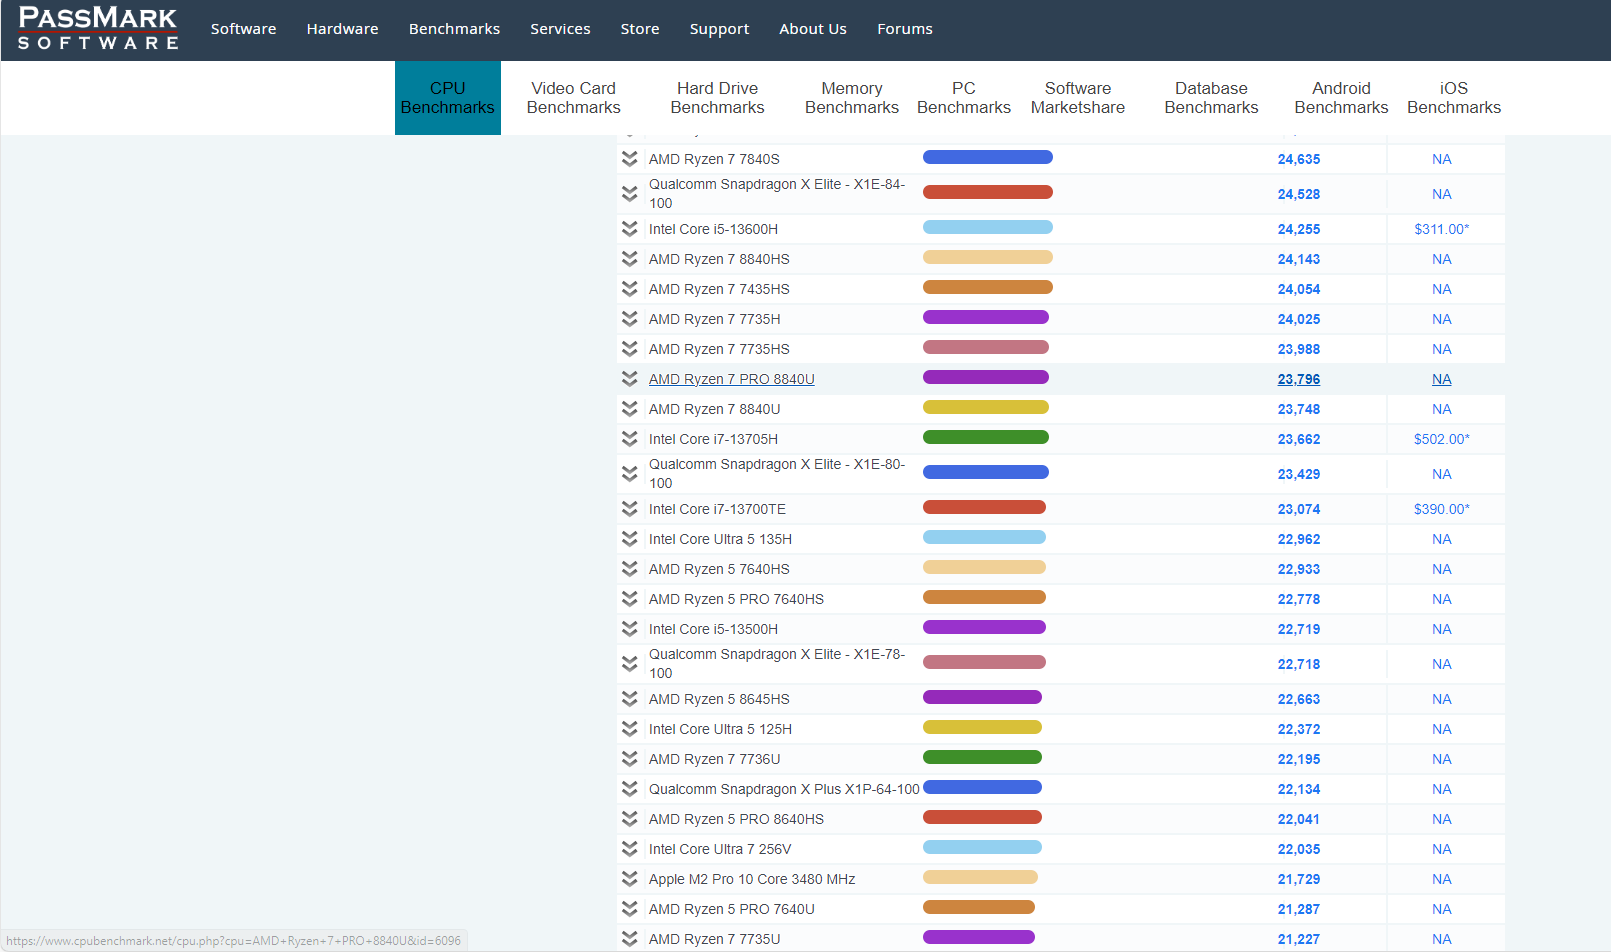 PASSMARK
SOFTWARE
Software Hardware Benchmarks Services Store Support About Us Forums
CPU Benchmarks
Video Card Benchmarks
Hard Drive Benchmarks
Memory Benchmarks
PC Benchmarks
Software Marketshare
Database Benchmarks
Android Benchmarks
iOS Benchmarks
AMD Ryzen 7 7840S 24,635 NA
Qualcomm Snapdragon X Elite - X1E-84-
100 24,528 NA
Intel Core i5-13600H 24,255 $311.00*
AMD Ryzen 7 8840HS 24,143 NA
AMD Ryzen 7 7435HS 24,054 NA
AMD Ryzen 7 7735H 24,025 NA
AMD Ryzen 7 7735HS 23,988 NA
AMD Ryzen 7 PRO 8840U 23,796 NA
AMD Ryzen 7 8840U 23,748 NA
Intel Core i7-13705H 23,662 $502.00*
Qualcomm Snapdragon X Elite - X1E-80-
100 23,429 NA
Intel Core i7-13700TE 23,074 $390.00*
Intel Core Ultra 5 135H 22,962 NA
AMD Ryzen 5 7640HS 22,933 NA
AMD Ryzen 5 PRO 7640HS 22,778 NA
Intel Core i5-13500H 22,719 NA
Qualcomm Snapdragon X Elite - X1E-78-
100 22,718 NA
AMD Ryzen 5 8645HS 22,663 NA
Intel Core Ultra 5 125H 22,372 NA
AMD Ryzen 7 7736U 22,195 NA
Qualcomm Snapdragon X Plus X1P-64-100 22,134 NA
AMD Ryzen 5 PRO 8640HS 22,041 NA
Intel Core Ultra 7 256V 22,035 NA
Apple M2 Pro 10 Core 3480 MHz 21,729 NA
AMD Ryzen 5 PRO 7640U 21,287 NA
AMD Ryzen 7 7735U 21,227 NA
https://www.cpubenchmark.net/cpu.php?cpu=AMD+Ryzen+7+PRO+8840U&id=6096